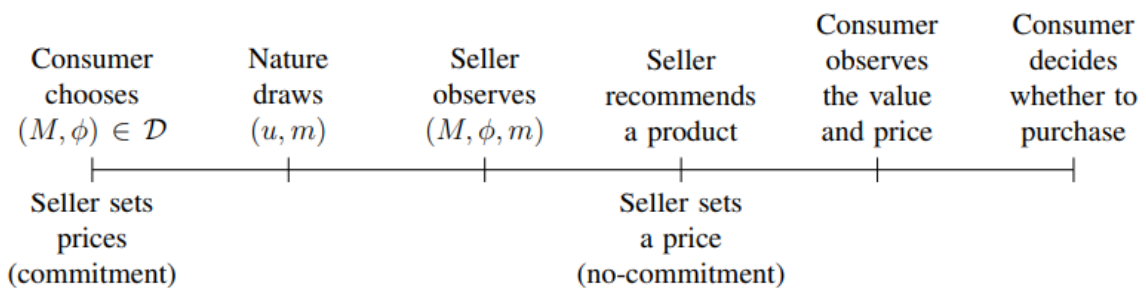 Consumer
chooses
(M, ϕ) ∈ 𝒟
Nature
draws
(u, m)
Seller
observes
(M, ϕ, m)
Seller
recommends
a product
Consumer
observes
the value
and price
Consumer
decides
whether to
purchase
Seller sets
prices
(commitment)
Seller sets
a price
(no-commitment)